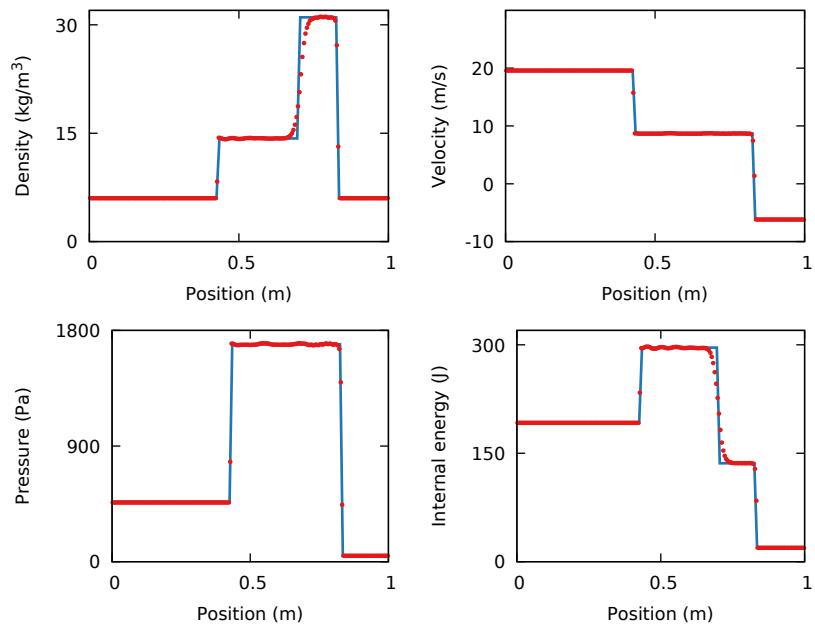 30
15
0
Density (kg/m³)
0 0.5 1
Position (m)
20
10
0
-10
Velocity (m/s)
0 0.5 1
Position (m)
1800
900
0
Pressure (Pa)
0 0.5 1
Position (m)
300
150
0
Internal energy (J)
0 0.5 1
Position (m)